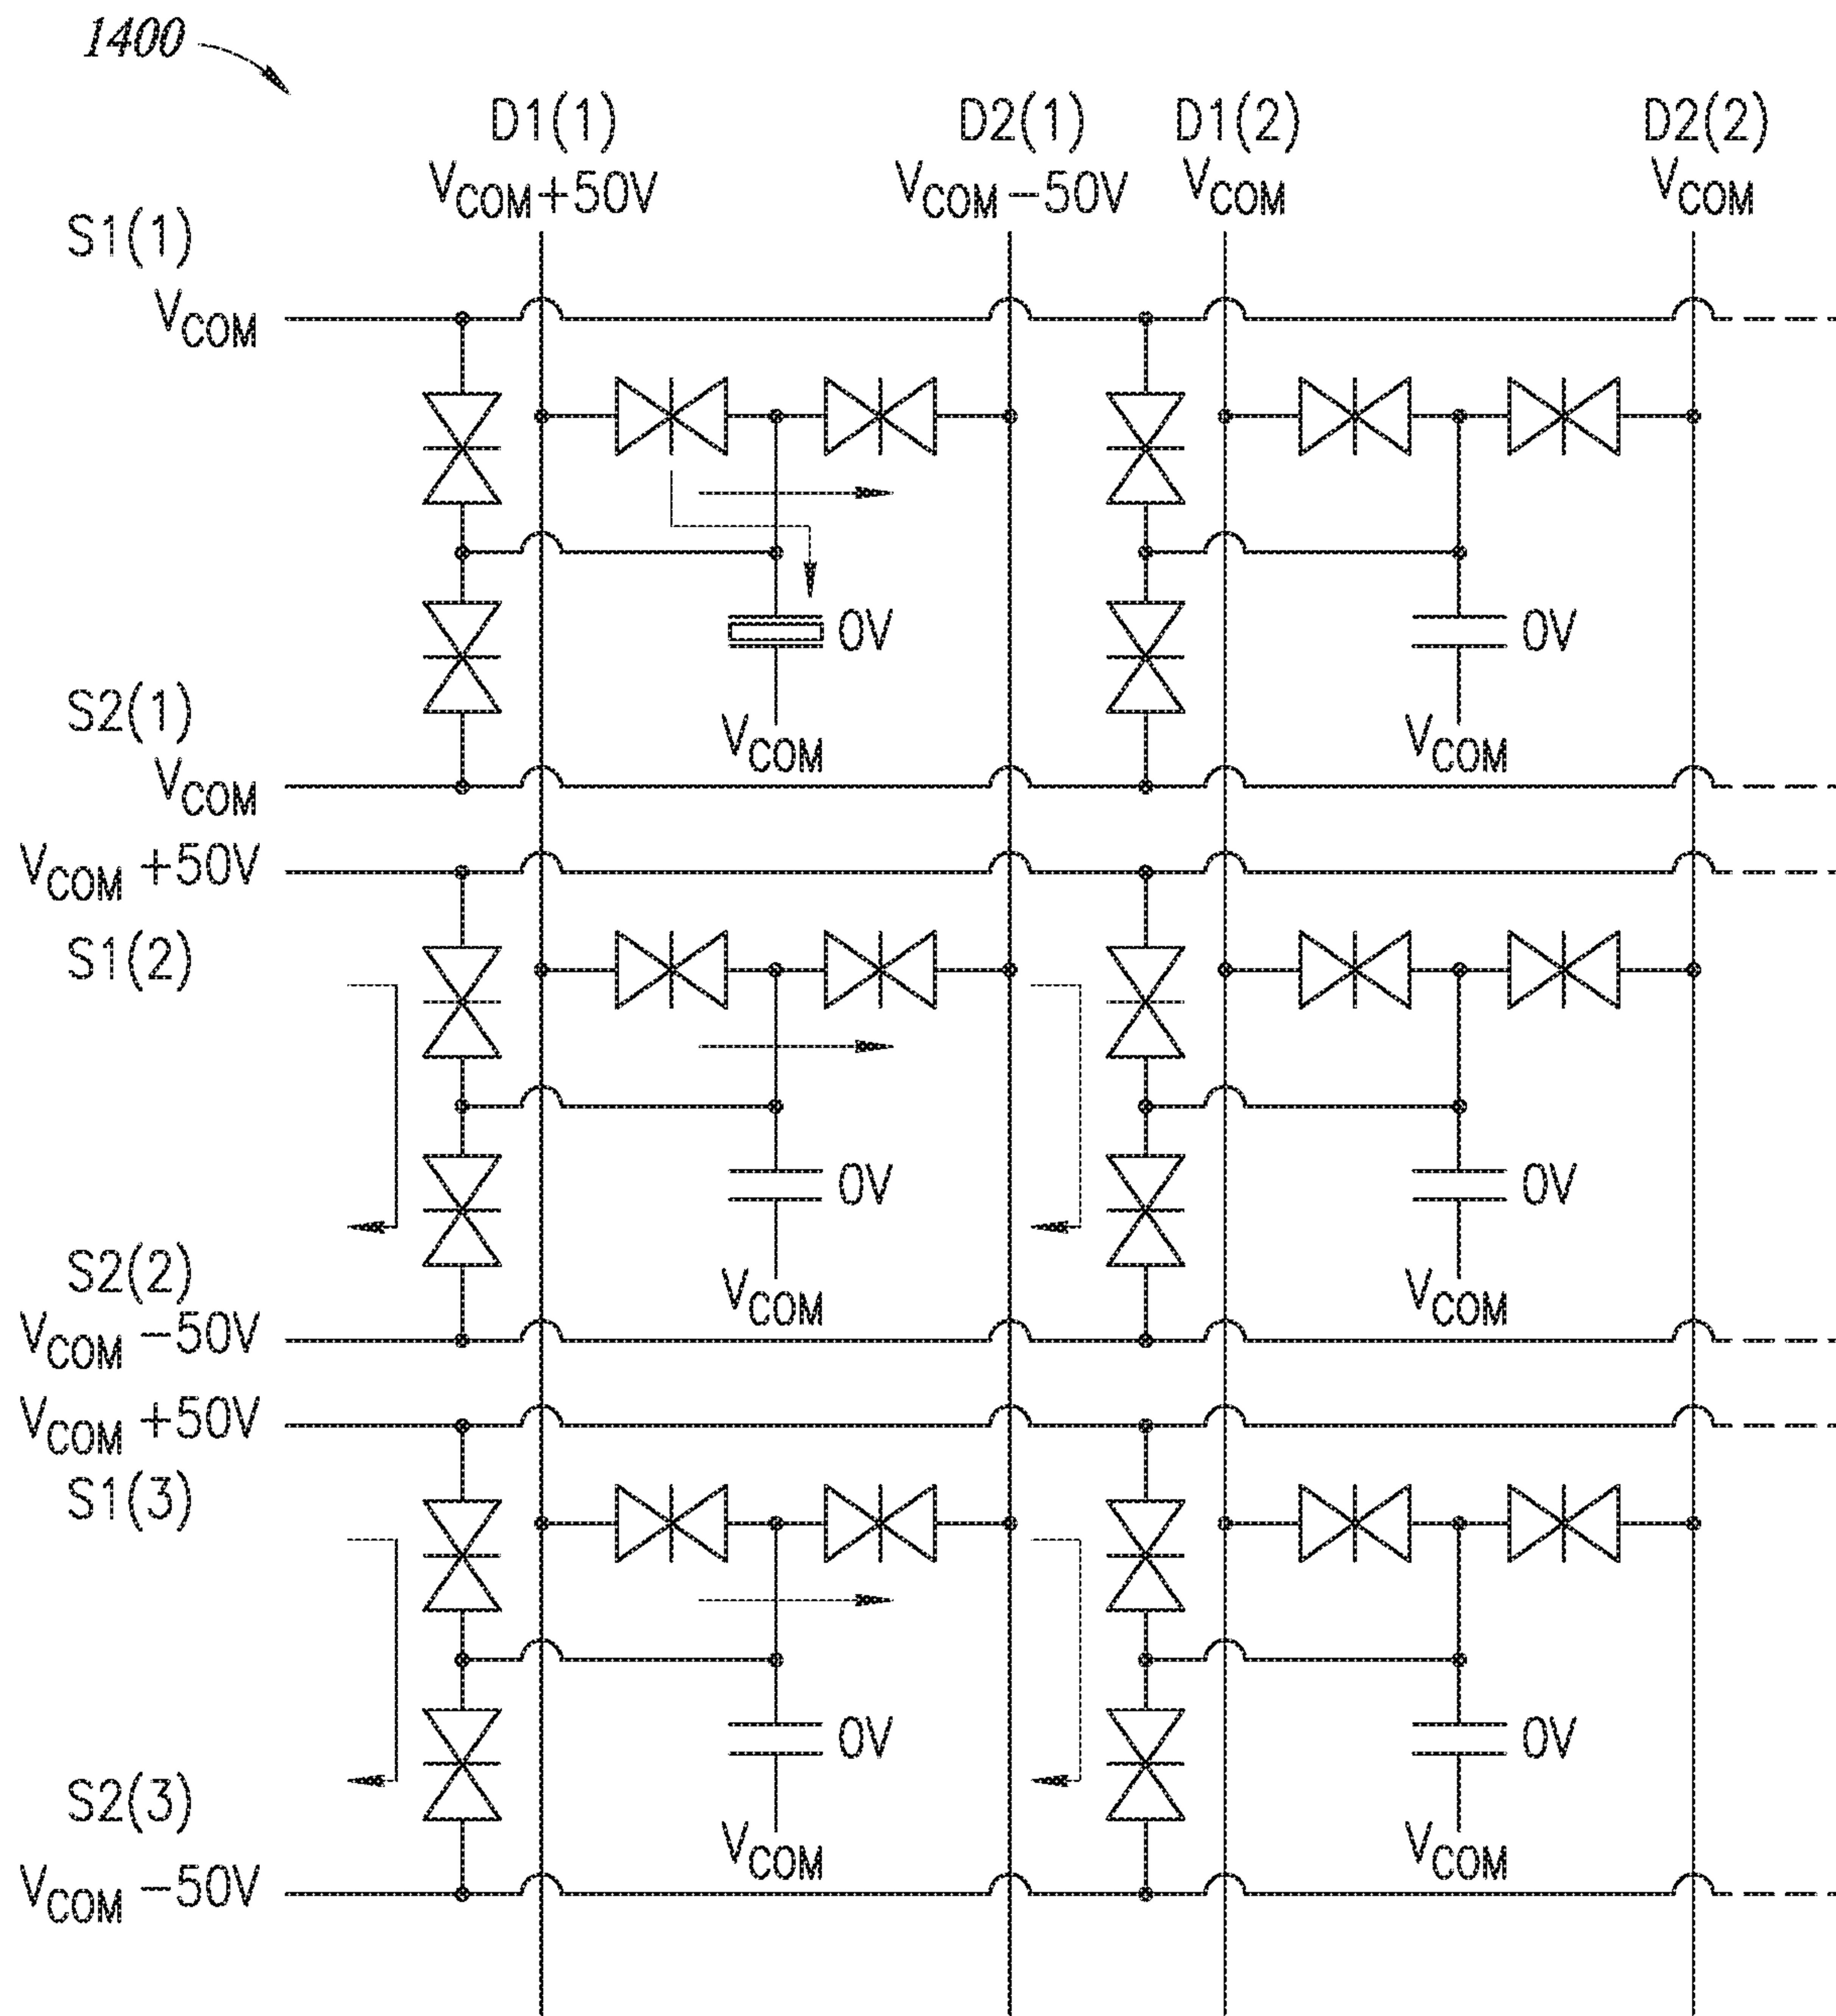 1400
D1(1) D2(1) D1(2) D2(2)
VCOM+50V VCOM-50V VCOM VCOM
S1(1)
VCOM
0V 0V
S2(1)
VCOM VCOM
VCOM
VCOM +50V
S1(2)
0V 0V
S2(2)
VCOM VCOM
VCOM -50V
VCOM +50V
S1(3)
0V 0V
S2(3)
VCOM VCOM
VCOM -50V